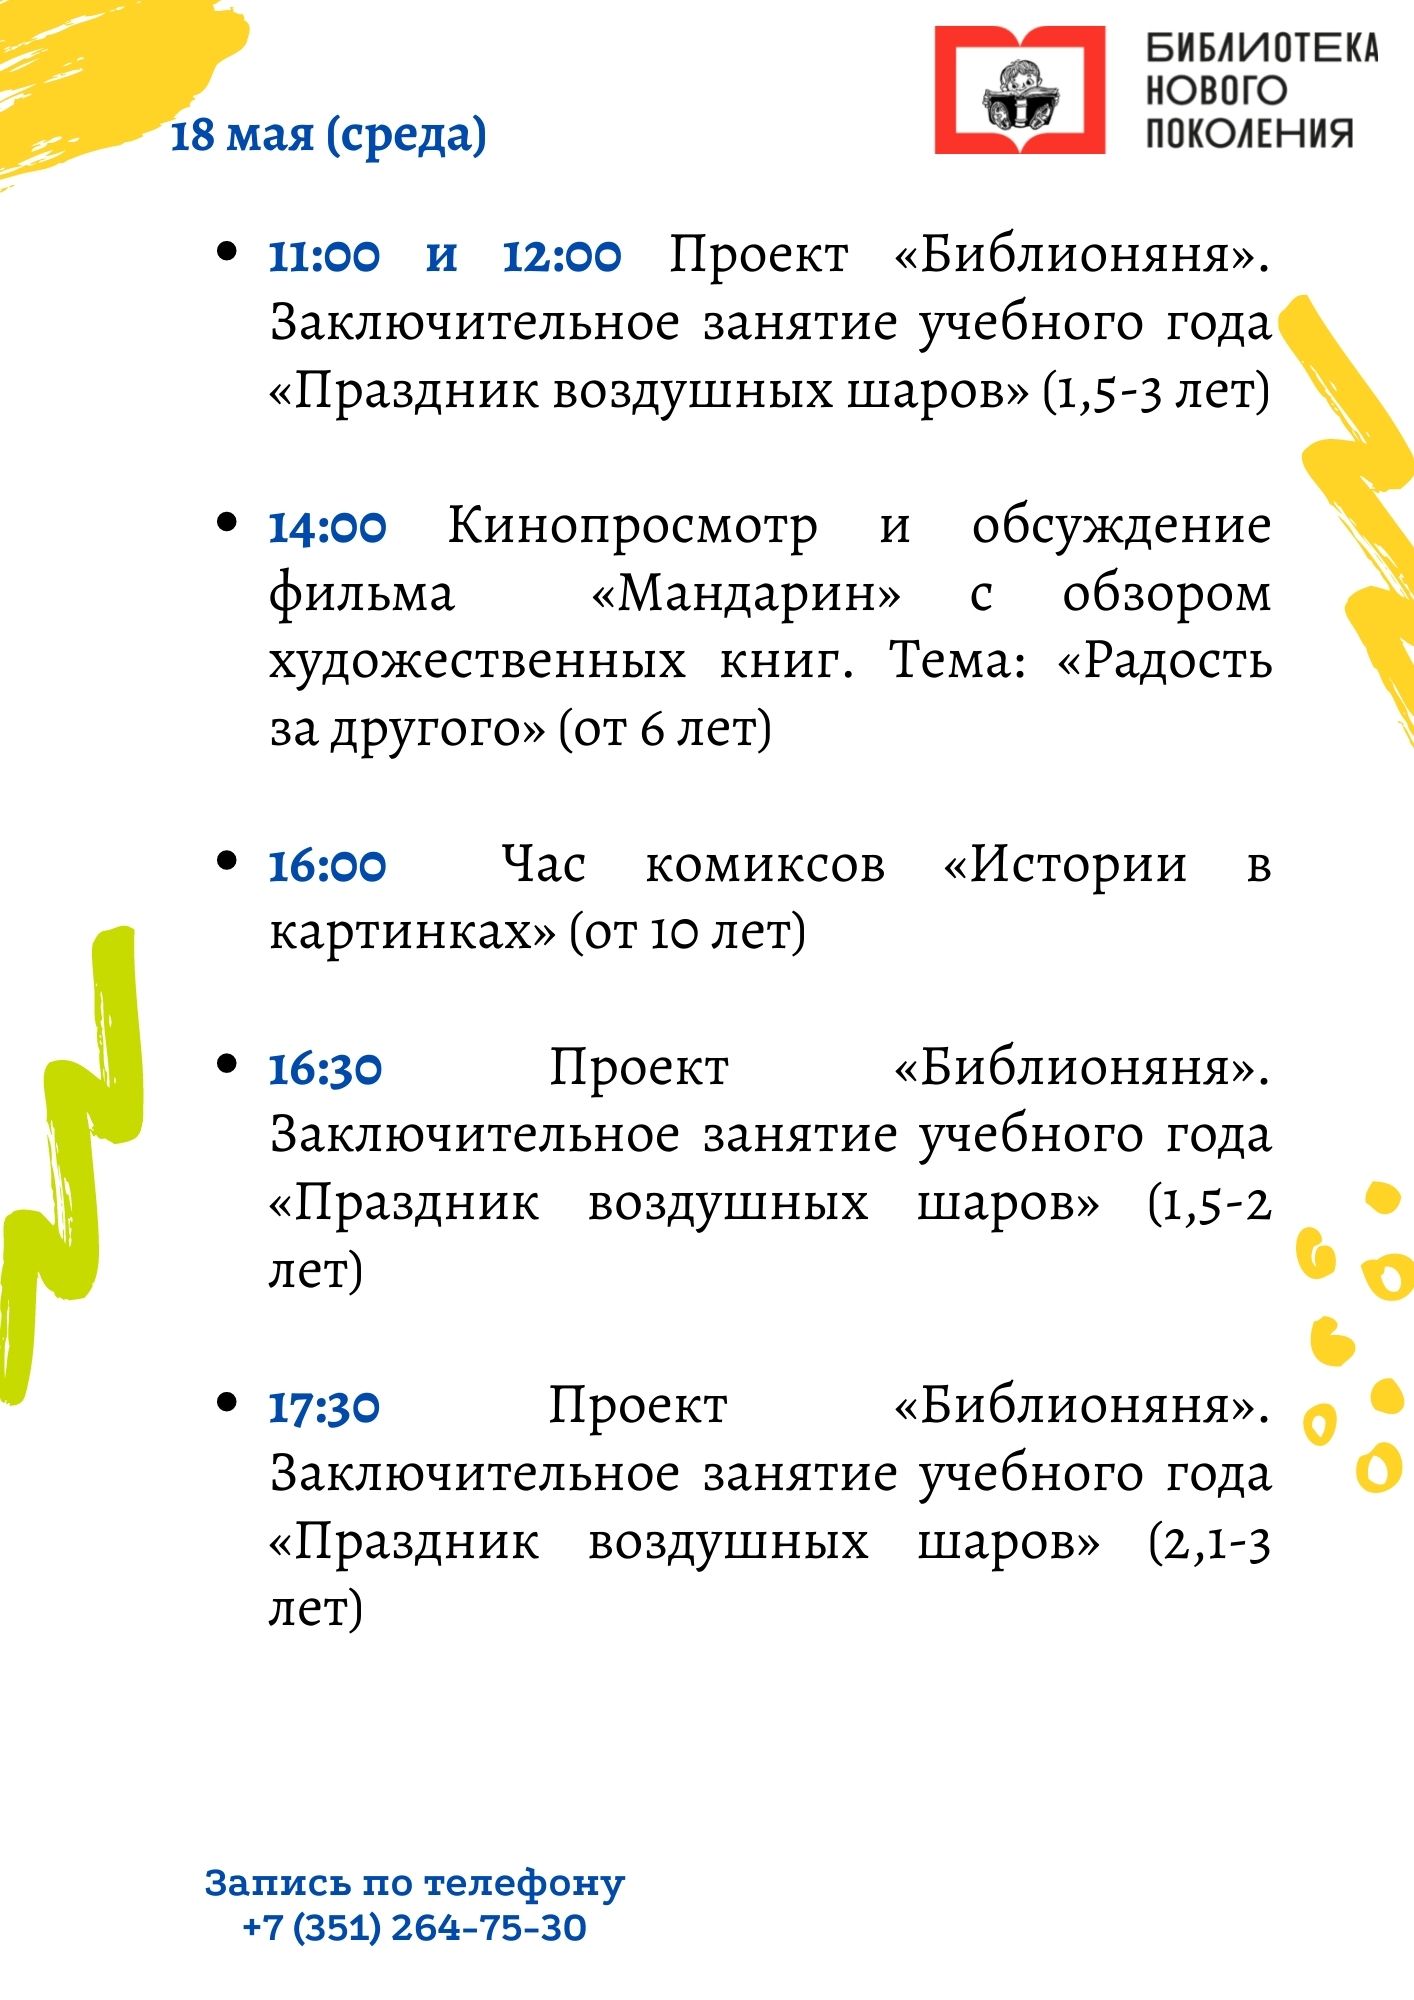 БИБЛИОТЕКА
НОВОГО
ПОКОЛЕНИЯ
18 мая (среда)
• 11:00 и 12:00 Проект «Библионяня».
Заключительное занятие учебного года
«Праздник воздушных шаров» (1,5-3 лет)
• 14:00 Кинопросмотр и обсуждение
фильма «Мандарин» с обзором
художественных книг. Тема: «Радость
за другого» (от 6 лет)
• 16:00 Час комиксов «Истории в
картинках» (от 10 лет)
• 16:30 Проект «Библионяня».
Заключительное занятие учебного года
«Праздник воздушных шаров» (1,5-2
лет)
• 17:30 Проект «Библионяня».
Заключительное занятие учебного года
«Праздник воздушных шаров» (2,1-3
лет)
Запись по телефону
+7 (351) 264-75-30